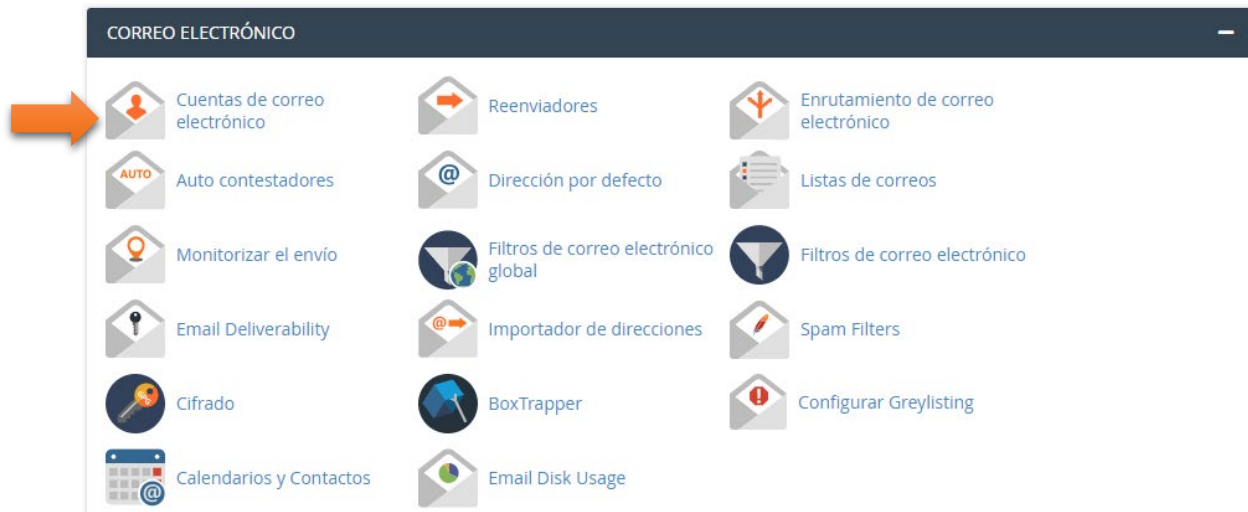 CORREO ELECTRÓNICO
Cuentas de correo
electrónico
Reenviadores
Enrutamiento de correo
electrónico
AUTO
Auto contestadores
@
Dirección por defecto
Listas de correos
Monitorizar el envío
Filtros de correo electrónico
global
Filtros de correo electrónico
Email Deliverability
@
Importador de direcciones
Spam Filters
Cifrado
BoxTrapper
Configurar Greylisting
@
Calendarios y Contactos
Email Disk Usage